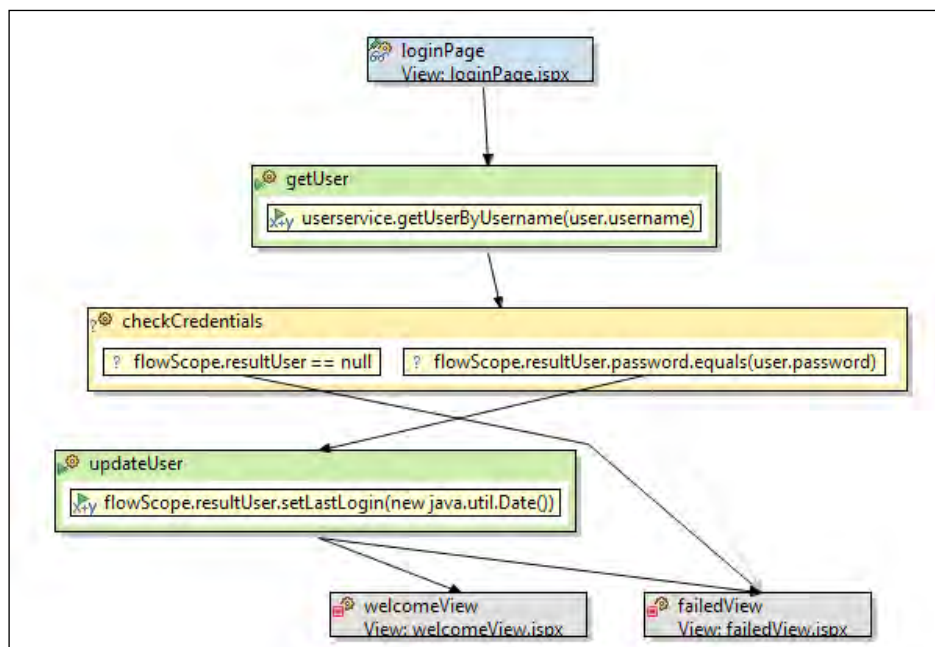 loginPage
View: loginPage.jspx
getUser
userservice.getUserByUsername(user.username)
checkCredentials
? flowScope.resultUser == null
? flowScope.resultUser.password.equals(user.password)
updateUser
flowScope.resultUser.setLastLogin(new java.util.Date())
welcomeView
View: welcomeView.jspx
failedView
View: failedView.jspx